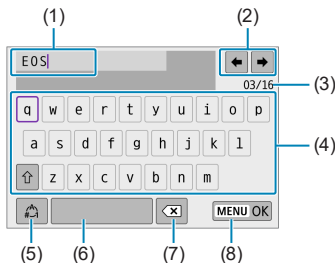 (1) (2)
EOS
03/16 (3)
q w e r t y u i o p
(4)
a s d f g h j k l
z x c v b n m
MENU OK
(5) (6) (7) (8)